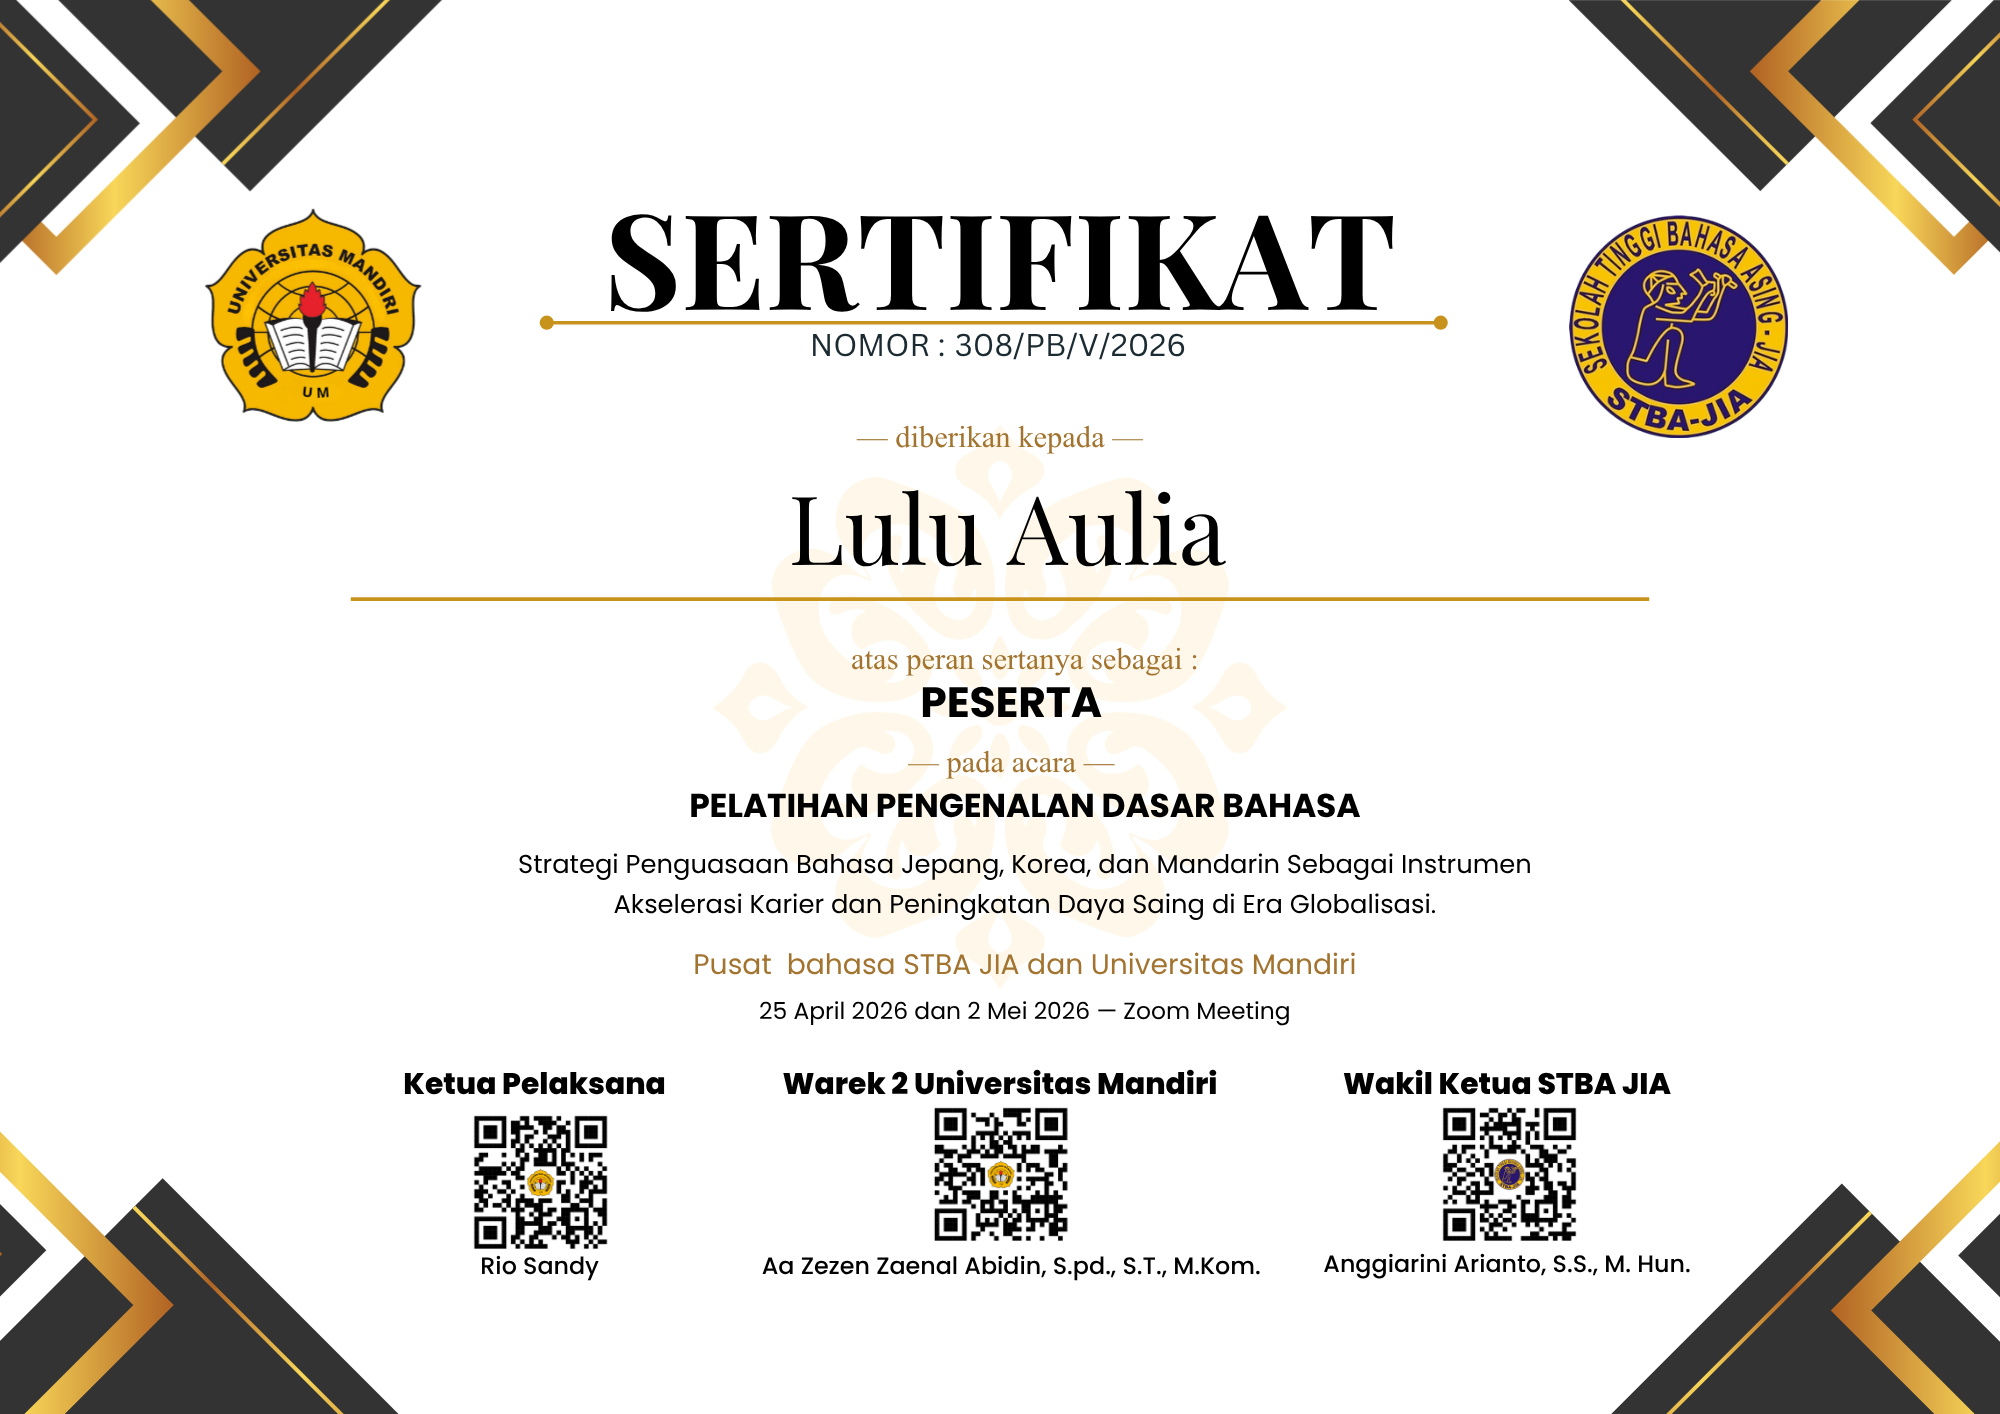 UNIVERSITAS MANDIRI
UM
SERTIFIKAT
NOMOR : 308/PB/V/2026
SEKOLAH TINGGI BAHASA ASING - JIA
STBA-JIA
— diberikan kepada —
Lulu Aulia
atas peran sertanya sebagai :
PESERTA
— pada acara —
PELATIHAN PENGENALAN DASAR BAHASA
Strategi Penguasaan Bahasa Jepang, Korea, dan Mandarin Sebagai Instrumen
Akselerasi Karier dan Peningkatan Daya Saing di Era Globalisasi.
Pusat bahasa STBA JIA dan Universitas Mandiri
25 April 2026 dan 2 Mei 2026 — Zoom Meeting
Ketua Pelaksana
Rio Sandy
Warek 2 Universitas Mandiri
Aa Zezen Zaenal Abidin, S.pd., S.T., M.Kom.
Wakil Ketua STBA JIA
Anggiarini Arianto, S.S., M. Hun.